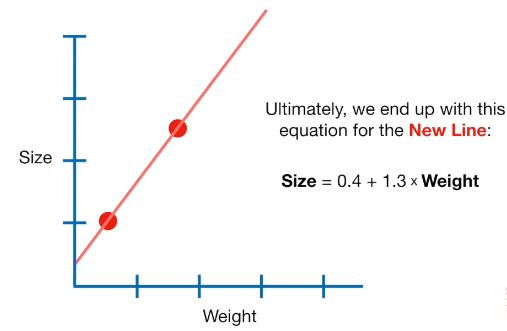 Ultimately, we end up with this
equation for the New Line:
Size = 0.4 + 1.3 x Weight
Size
Weight